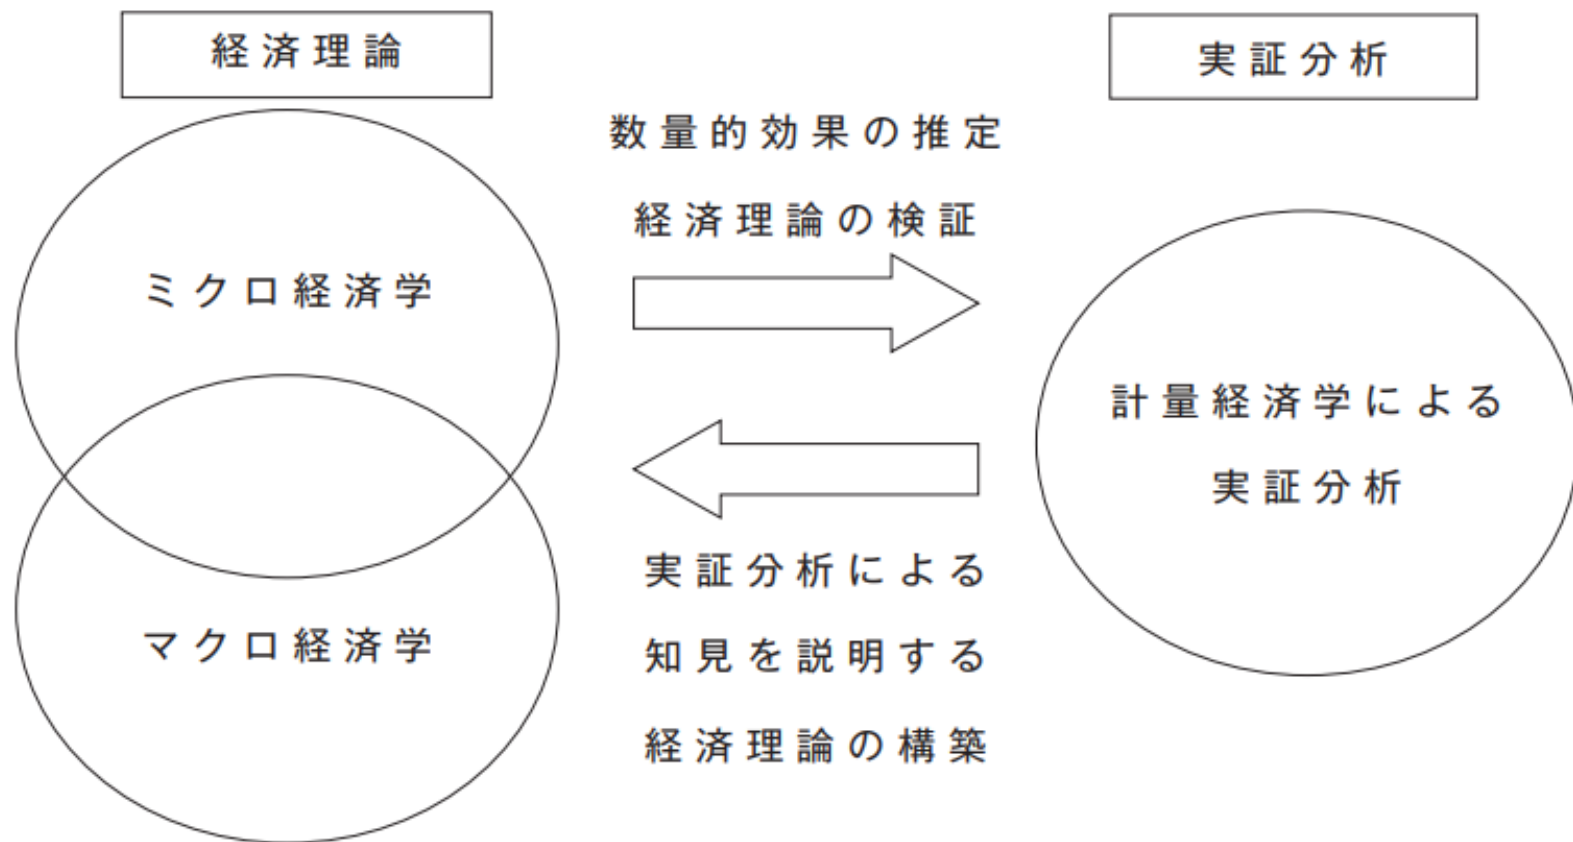 経済理論
実証分析
数量的効果の推定
経済理論の検証
ミクロ経済学
マクロ経済学
実証分析による
知見を説明する
経済理論の構築
計量経済学による
実証分析